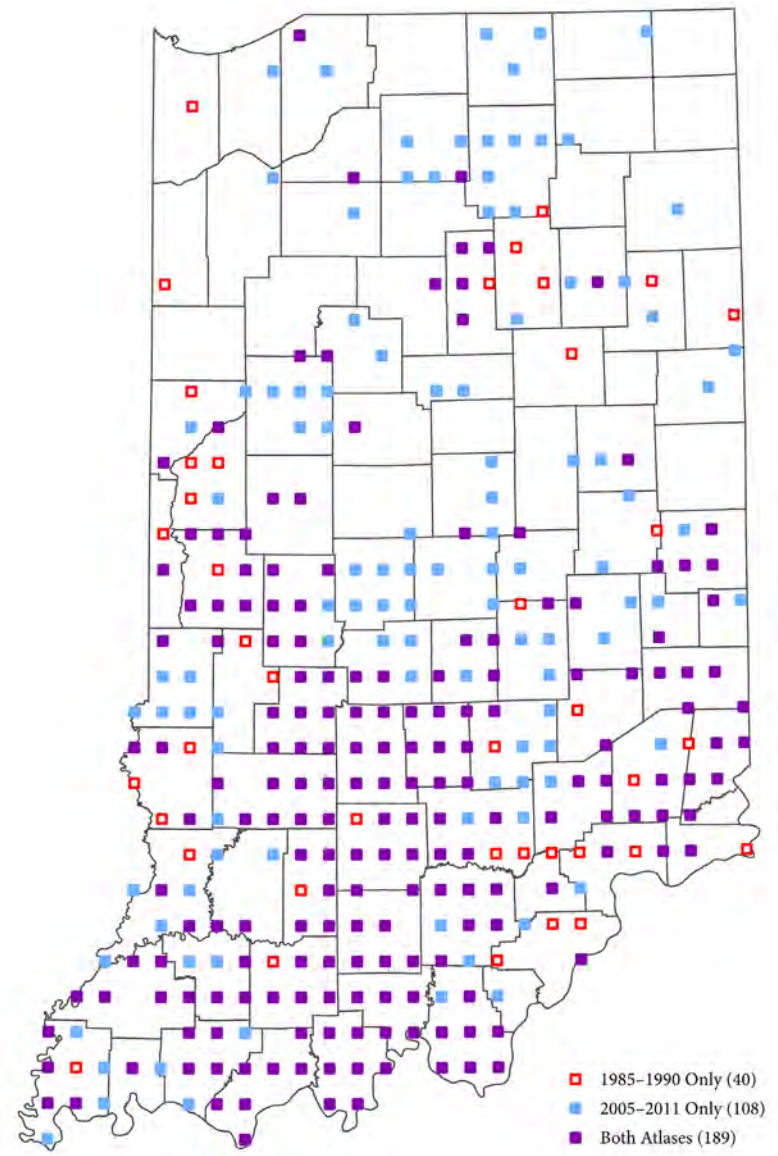 1985–1990 Only (40)
2005–2011 Only (108)
Both Atlases (189)